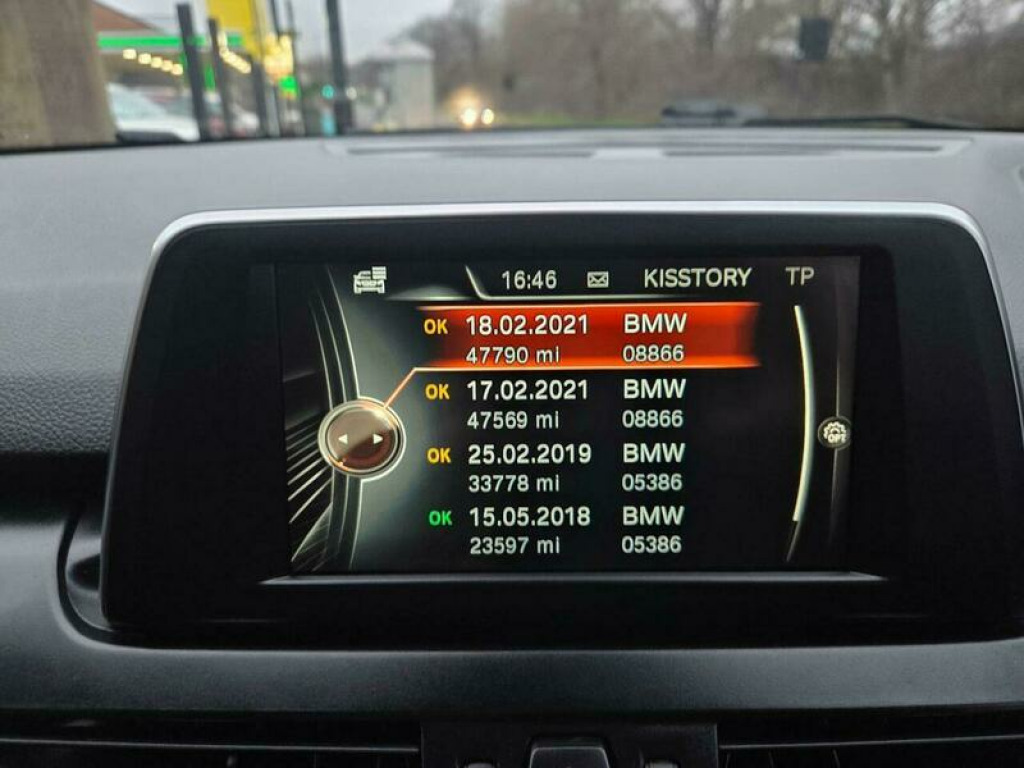 16:46 KISSTORY TP
OK 18.02.2021 BMW
47790 mi 08866
OK 17.02.2021 BMW
47569 mi 08866
OK 25.02.2019 BMW
33778 mi 05386
OK 15.05.2018 BMW
23597 mi 05386
OPT